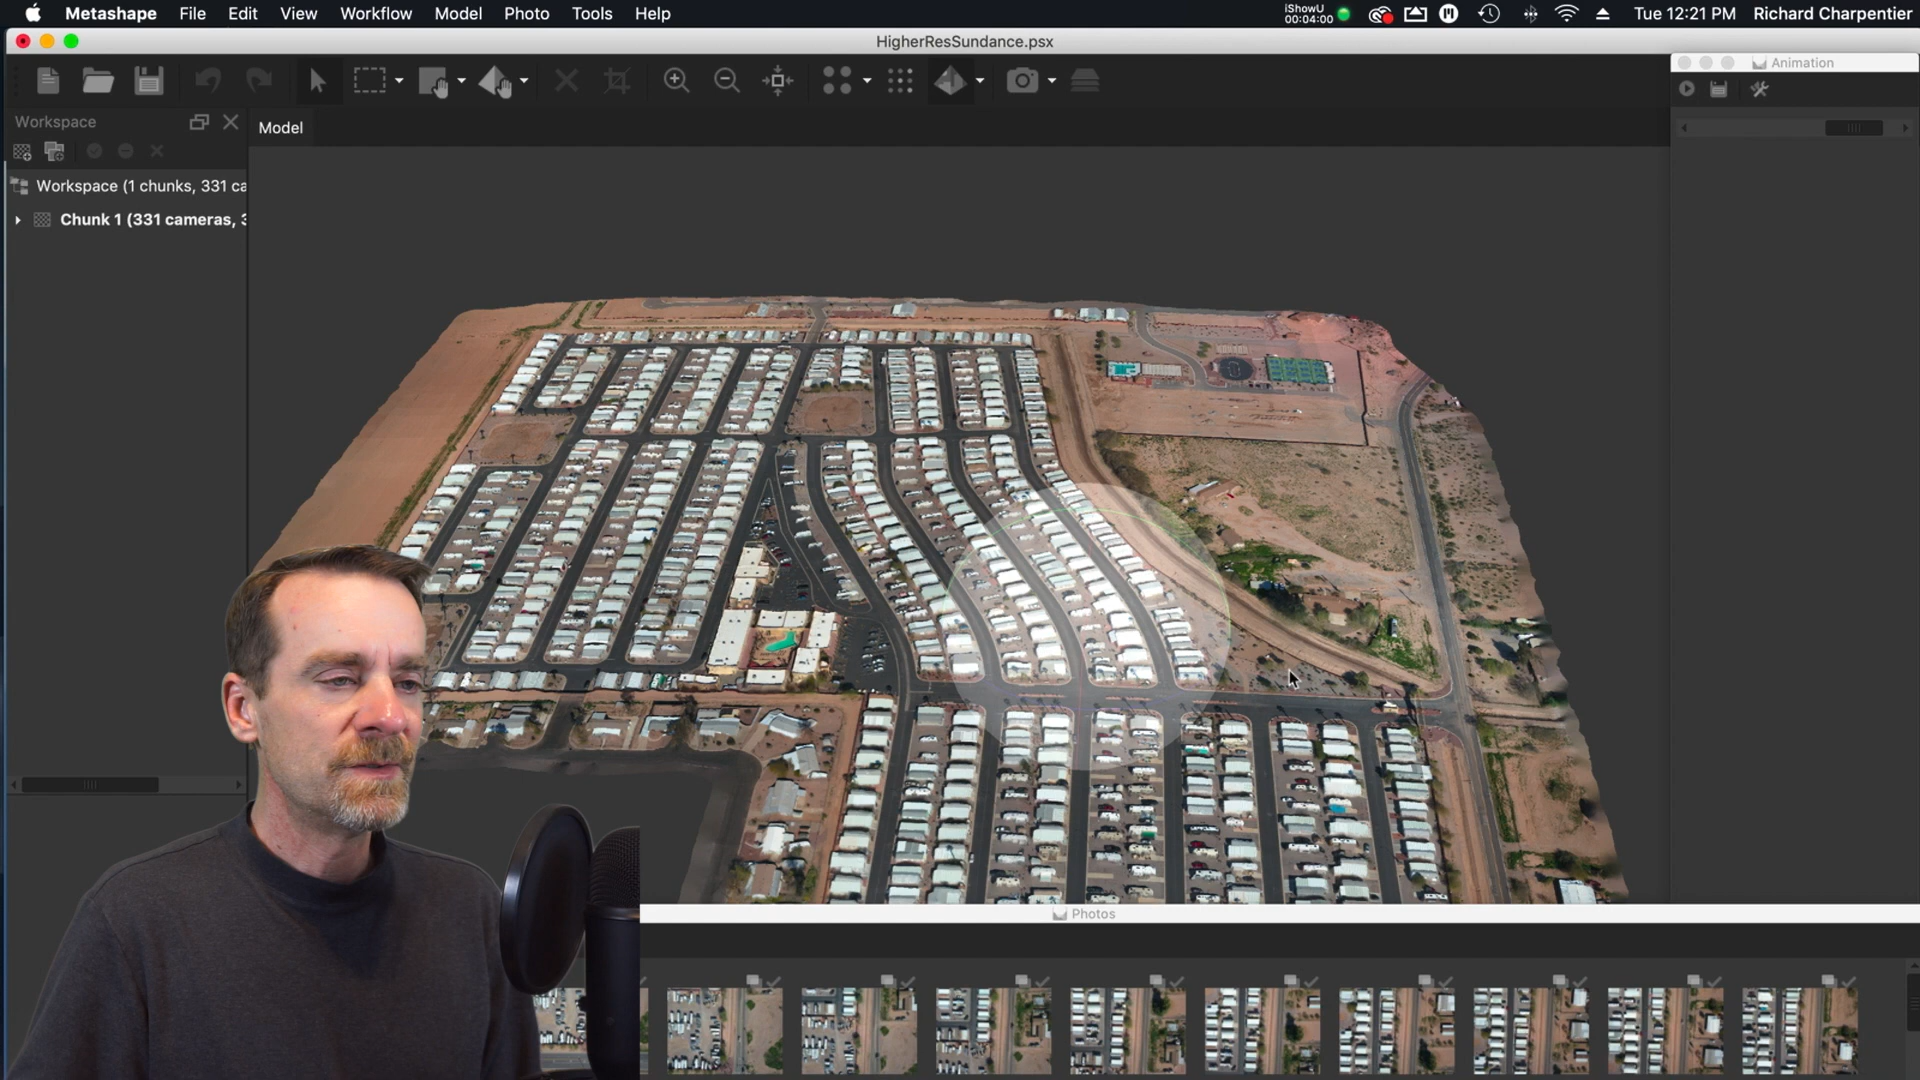 Metashape File Edit View Workflow Model Photo Tools Help
iShowU
00:04:00
Tue 12:21 PM Richard Charpentier
HigherResSundance.psx
Animation
Workspace
Model
Workspace (1 chunks, 331 ca
Chunk 1 (331 cameras, 3
Photos